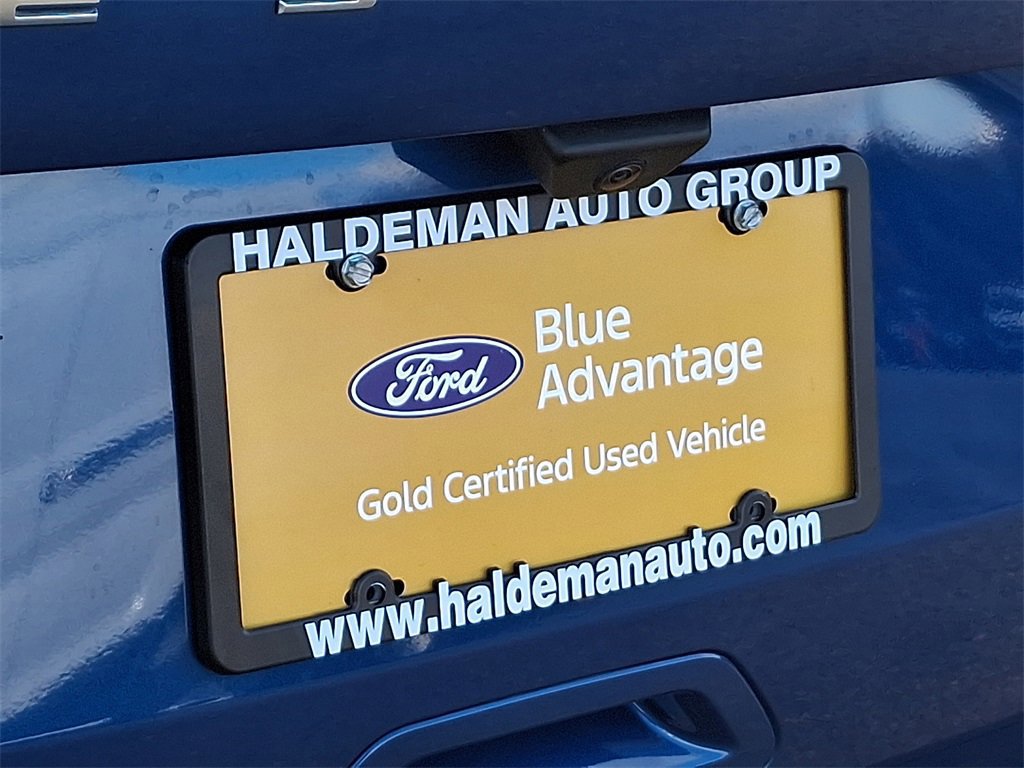 HALDEMAN AUTO GROUP
Ford
Blue
Advantage
Gold Certified Used Vehicle
www.haldemanauto.com